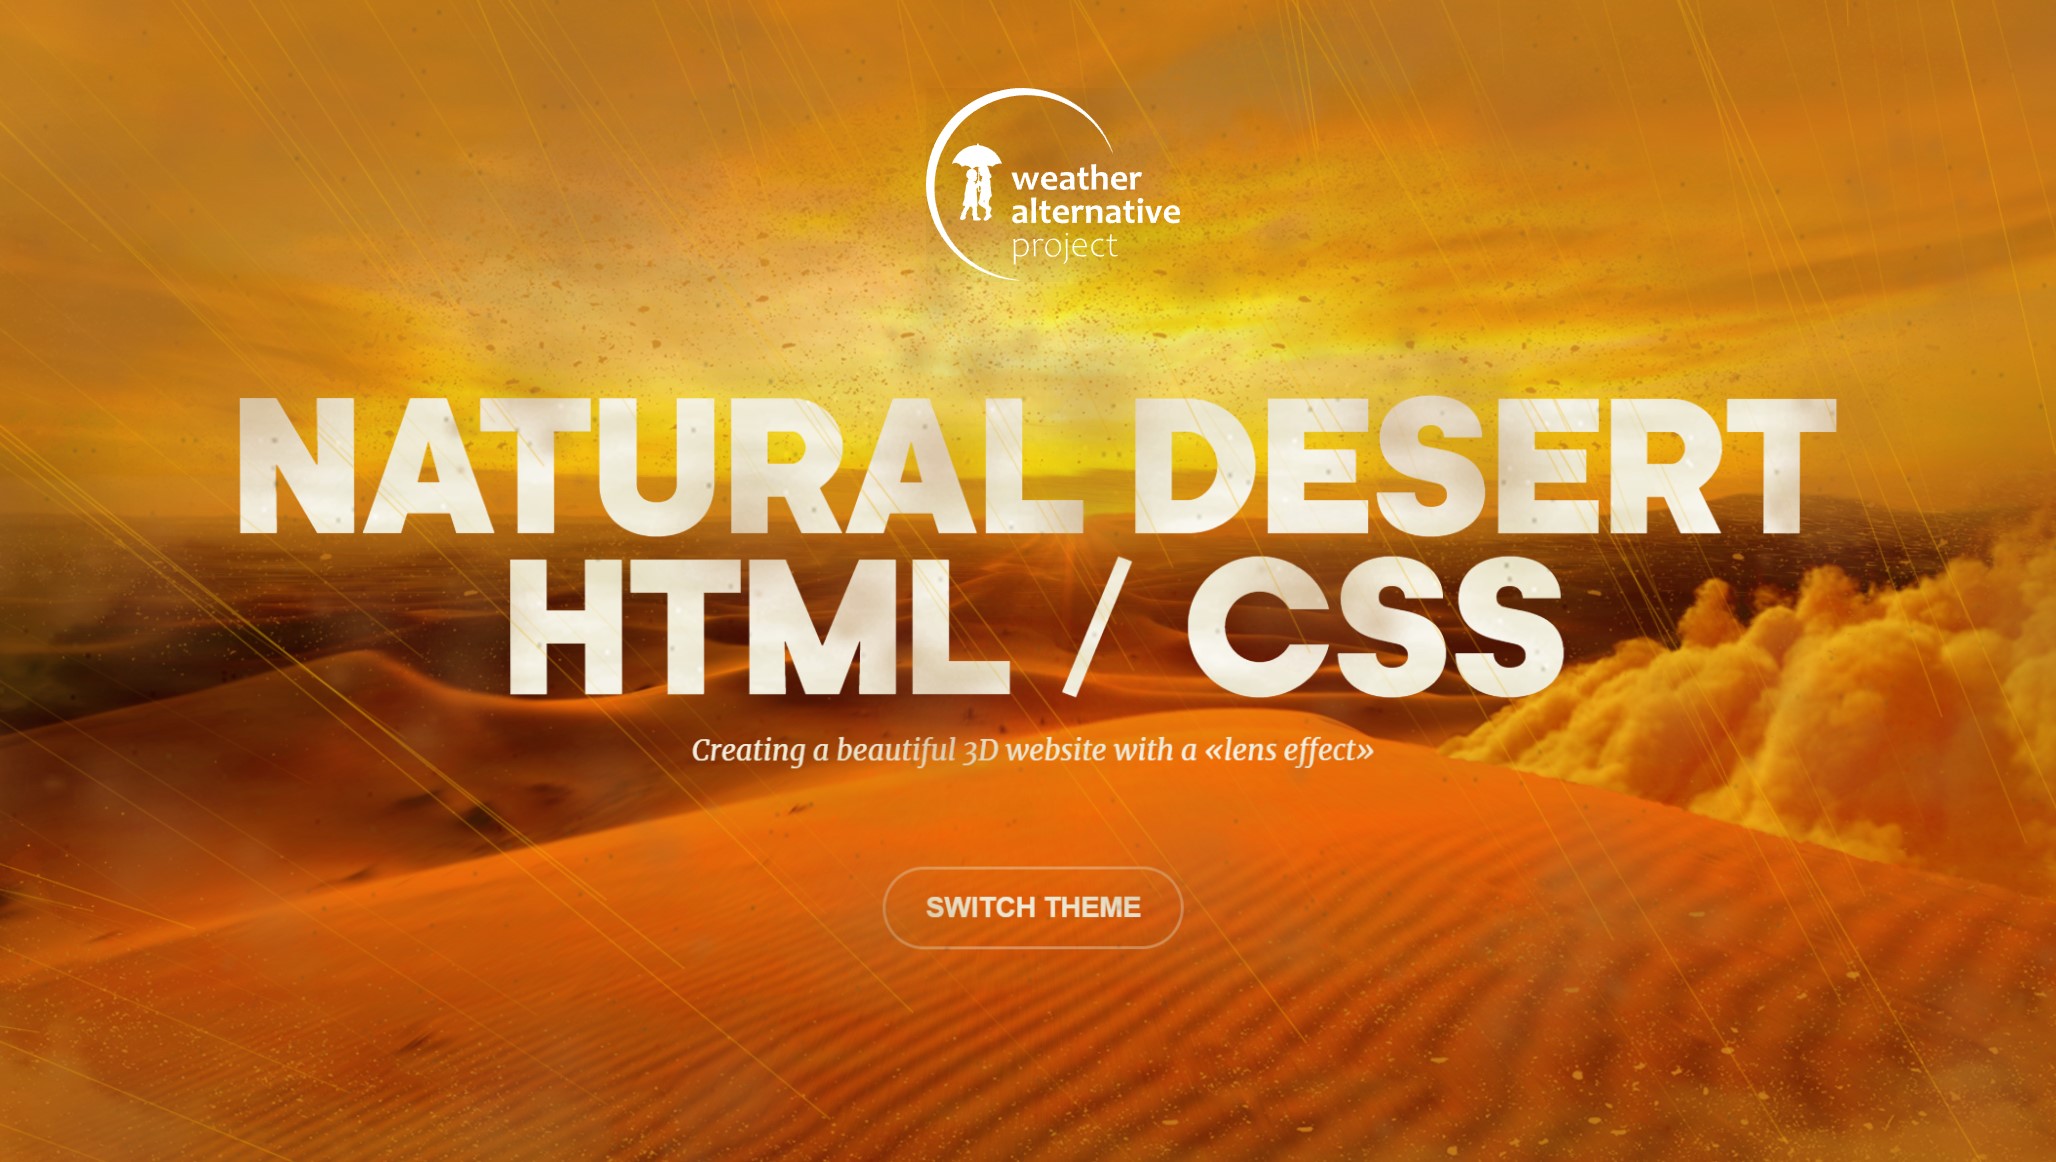 weather
alternative
project
NATURAL DESERT
HTML / CSS
Creating a beautiful 3D website with a «lens effect»
SWITCH THEME